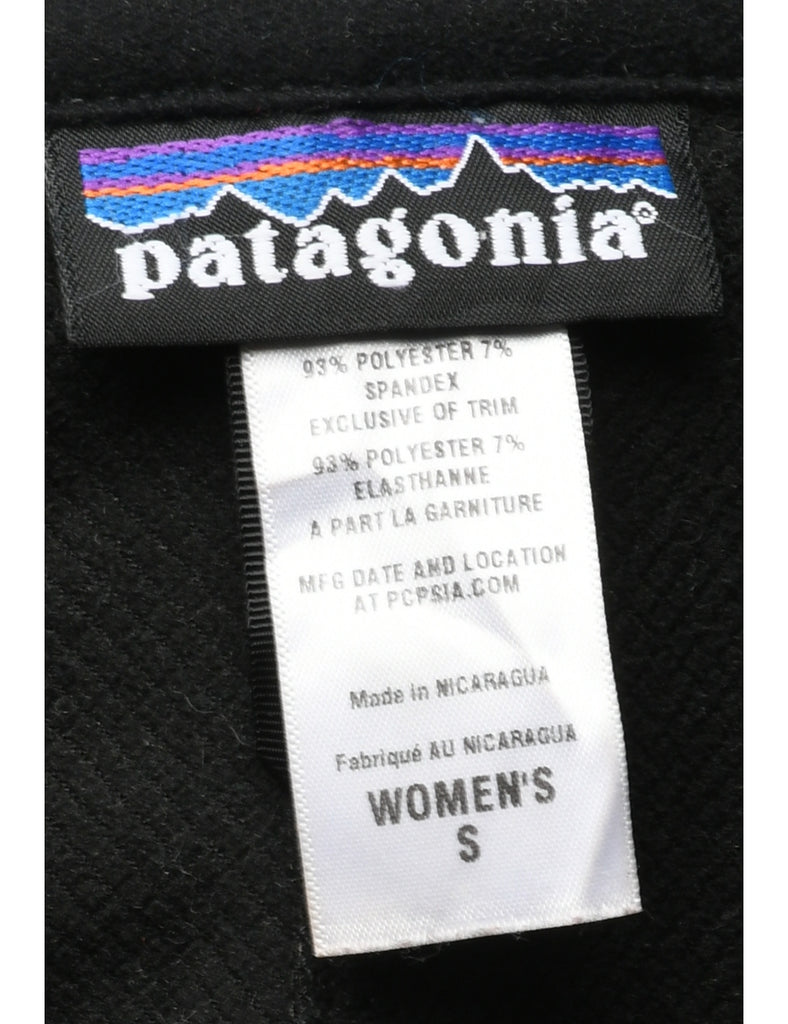 patagonia®
93% POLYESTER 7%
SPANDEX
EXCLUSIVE OF TRIM
93% POLYESTER 7%
ELASTHANNE
A PART LA GARNITURE
MFG DATE AND LOCATION
AT PCPSIA.COM
Made in NICARAGUA
Fabriqué AU NICARAGUA
WOMEN'S
S